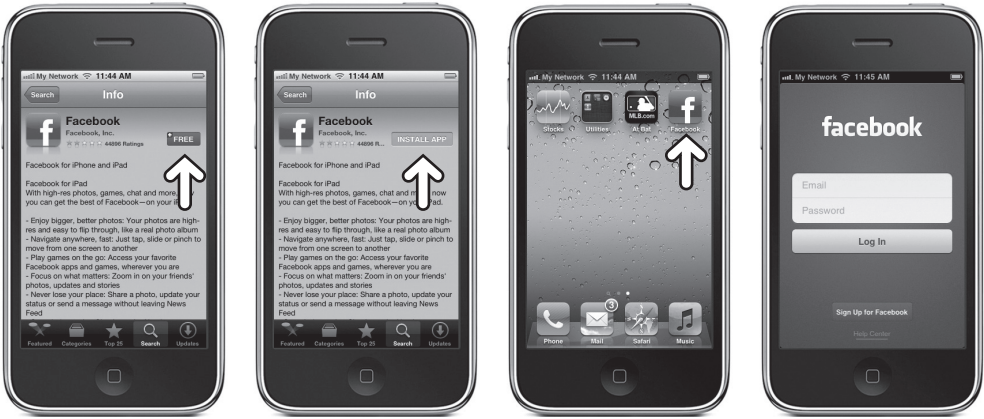 My Network 11:44 AM
Search
Info
Facebook
Facebook, Inc.
44896 Ratings
FREE
Facebook for iPhone and iPad
Facebook for iPad
With high-res photos, games, chat and more,
you can get the best of Facebook—on your
- Enjoy bigger, better photos: Your photos are high-
res and easy to flip through, like a real photo album
- Navigate anywhere, fast: Just tap, slide or pinch to
move from one screen to another
- Play games on the go: Access your favorite
Facebook apps and games, wherever you are
- Focus on what matters: Zoom in on your friends'
photos, updates and stories
- Never lose your place: Share a photo, update your
status or send a message without leaving News
Feed
Featured Categories Top 25 Search Updates
My Network 11:44 AM
Search
Info
Facebook
Facebook, Inc.
44896 R...
INSTALL APP
Facebook for iPhone and iPad
Facebook for iPad
With high-res photos, games, chat and now
you can get the best of Facebook—on iPad.
- Enjoy bigger, better photos: Your photos are high-
res and easy to flip through, like a real photo album
- Navigate anywhere, fast: Just tap, slide or pinch to
move from one screen to another
- Play games on the go: Access your favorite
Facebook apps and games, wherever you are
- Focus on what matters: Zoom in on your friends'
photos, updates and stories
- Never lose your place: Share a photo, update your
status or send a message without leaving News
Feed
Featured Categories Top 25 Search Updates
My Network 11:44 AM
MLB.com
Stocks Utilities At Bat Facebook
3
Phone Mail Safari Music
My Network 11:45 AM
facebook
Email
Password
Log In
Sign Up for Facebook
Help Center